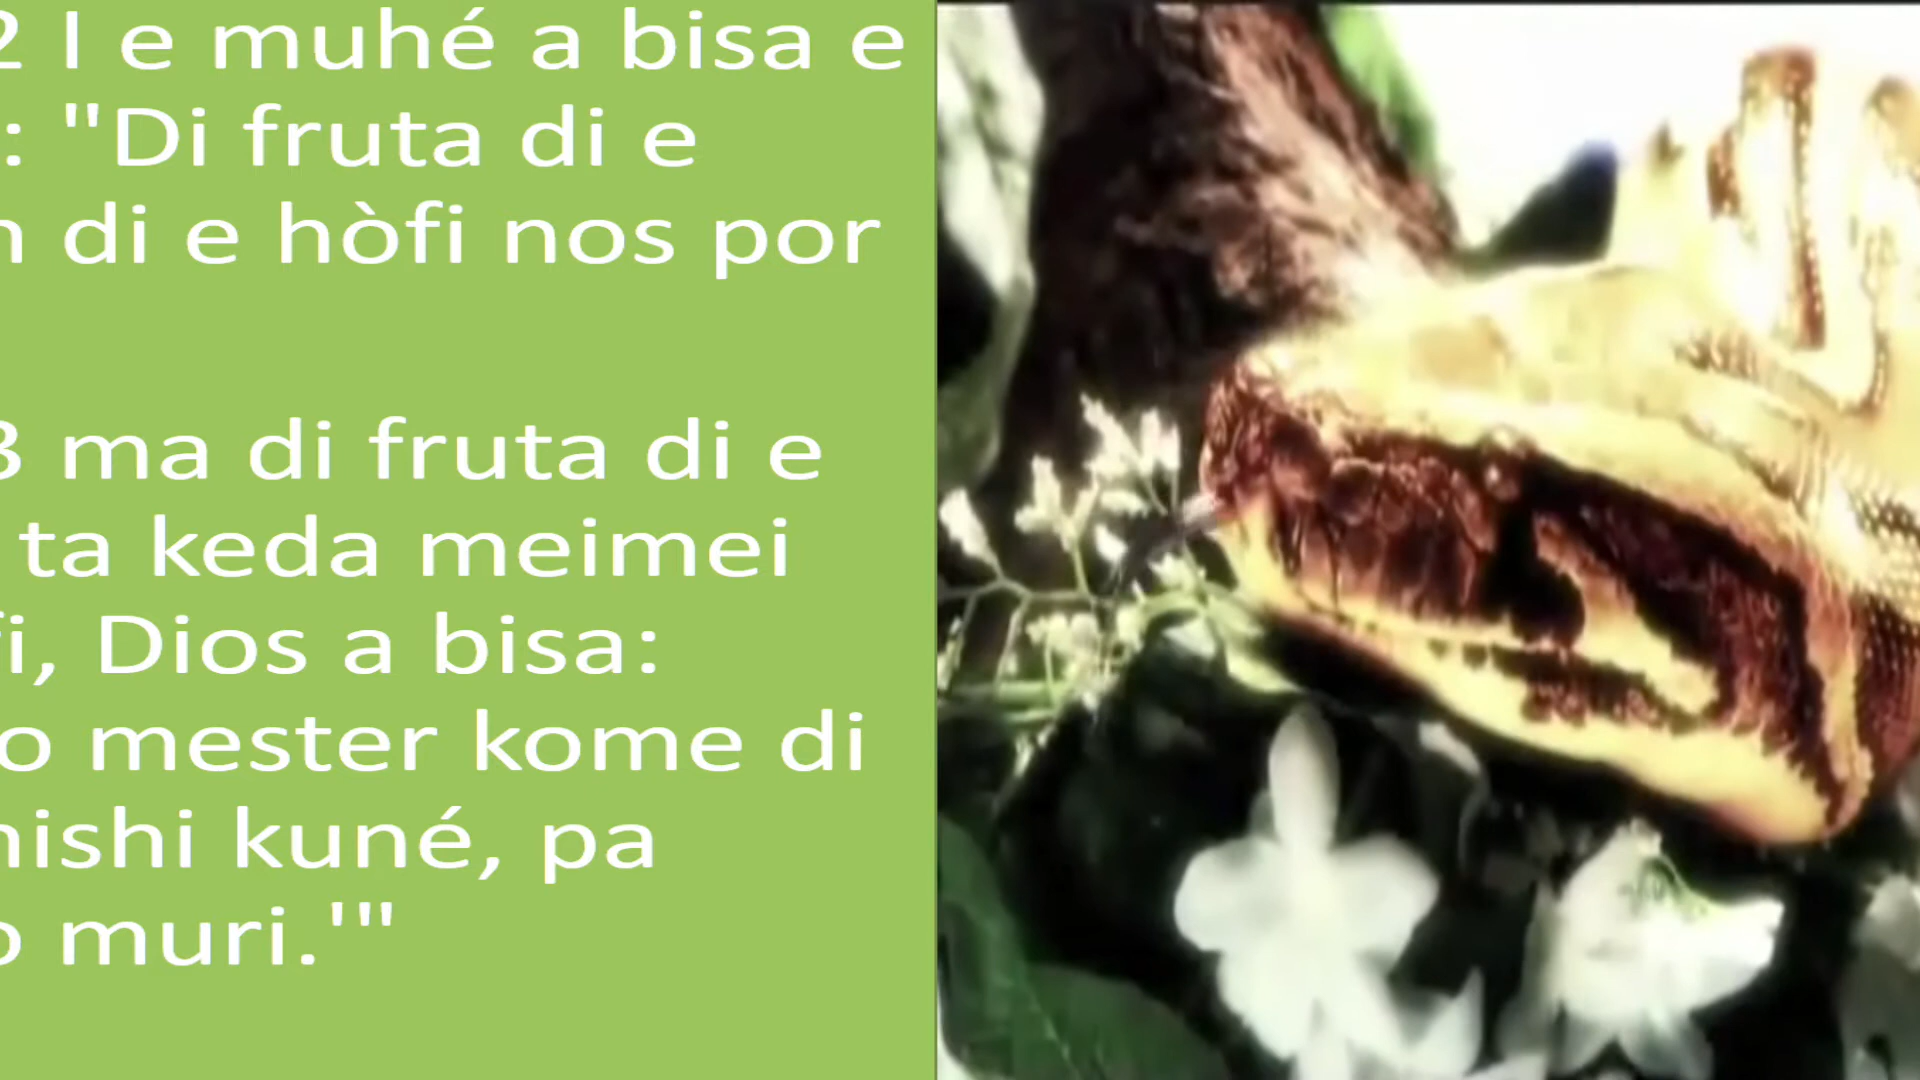 2 I e muhé a bisa e
: "Di fruta di e
di e hòfi nos por
3 ma di fruta di e
ta keda meimei
Dios a bisa:
mester kome di
kuné, pa
muri.'"